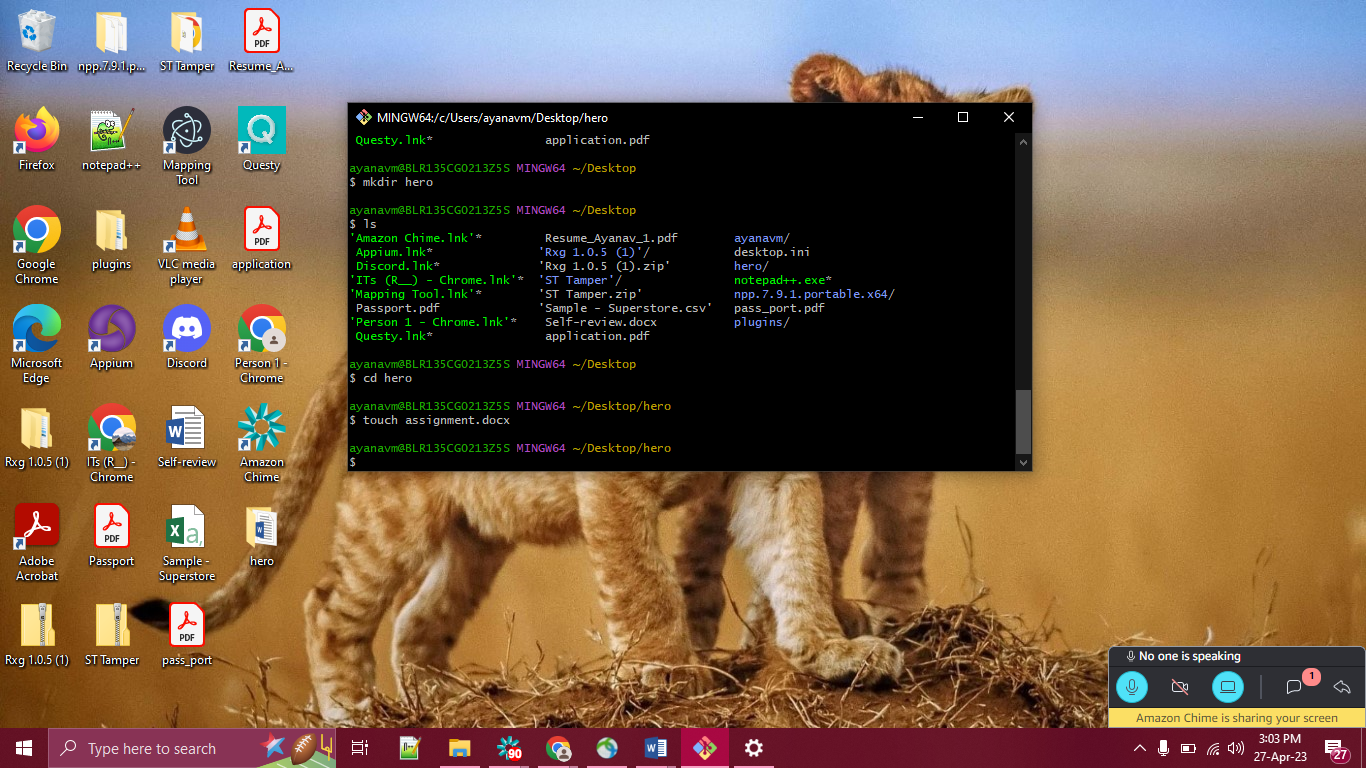 Recycle Bin
npp.7.9.1.p...
ST Tamper
Resume_A...
Firefox
notepad++
Mapping
Tool
Questy
Google
Chrome
plugins
VLC media
player
application
Microsoft
Edge
Appium
Discord
Person 1 -
Chrome
Rxg 1.0.5 (1)
ITs (R__) -
Chrome
Self-review
Amazon
Chime
Adobe
Acrobat
Passport
Sample -
Superstore
hero
Rxg 1.0.5 (1)
ST Tamper
pass_port
MINGW64:/c/Users/ayanavm/Desktop/hero
Questy.lnk* application.pdf
ayanavm@BLR135CG0213Z5S MINGW64 ~/Desktop
$ mkdir hero
ayanavm@BLR135CG0213Z5S MINGW64 ~/Desktop
$ ls
'Amazon Chime.lnk'* Resume_Ayanav_1.pdf ayanavm/
Appium.lnk* 'Rxg 1.0.5 (1)'/ desktop.ini
Discord.lnk* 'Rxg 1.0.5 (1).zip' hero/
'ITs (R__) - Chrome.lnk'* 'ST Tamper'/ notepad++.exe*
'Mapping Tool.lnk'* 'ST Tamper.zip' npp.7.9.1.portable.x64/
Passport.pdf 'Sample - Superstore.csv' pass_port.pdf
'Person 1 - Chrome.lnk'* Self-review.docx plugins/
Questy.lnk* application.pdf
ayanavm@BLR135CG0213Z5S MINGW64 ~/Desktop
$ cd hero
ayanavm@BLR135CG0213Z5S MINGW64 ~/Desktop/hero
$ touch assignment.docx
ayanavm@BLR135CG0213Z5S MINGW64 ~/Desktop/hero
$
No one is speaking
1
Amazon Chime is sharing your screen
Type here to search
90
3:03 PM
27-Apr-23
27